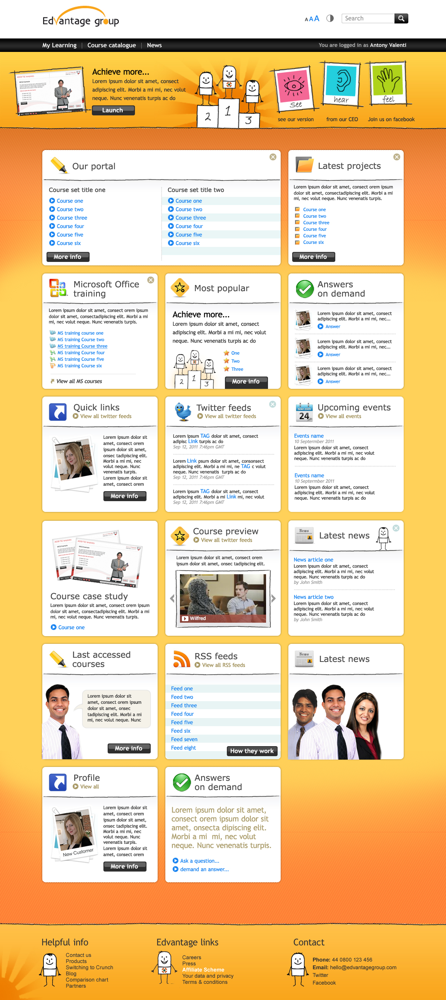 Edvantage group
A A A
Search
My Learning | Course catalogue | News
You are logged in as Antony Valenti
ADCB TSC templates
MCQ Example
Achieve more...
Lorem ipsum dolor sit amet, consect
adipiscing elit. Morbi a mi mi, nec volut
neque. Nunc venenatis turpis ac do
Launch
2 1 3
see
hear
feel
see our version
from our CEO
Join us on facebook
Our portal
Course set title one
Course one
Course two
Course three
Course four
Course five
Course six
More info
Course set title two
Course one
Course two
Course three
Course four
Course five
Course six
Latest projects
Lorem ipsum dolor sit amet, consect orem ipsum
dolor sit amet, consectadipiscing elit. Morbi a mi
mi, nec volut neque. Nunc venenatis turpis.
Course one
Course two
Course three
Course four
Course five
Course six
More info
Microsoft Office
training
Lorem ipsum dolor sit amet, consect orem ipsum
dolor sit amet, consectadipiscing elit. Morbi a mi
mi, nec volut neque. Nunc venenatis turpis.
MS training course one
MS training Course two
MS training Course three
MS training Course four
MS training Course five
MS training Course six
View all MS courses
Most popular
Achieve more...
Lorem ipsum dolor sit amet, consect
adipiscing elit. Morbi a mi mi, nec volut
neque. Nunc venenatis turpis ac do
2 1 3
One
Two
Three
More info
Answers
on demand
Lorem ipsum dolor sit amet, consect
adipiscing elit. Morbi a mi mi, nec...
Answer
New Customer
Lorem ipsum dolor sit amet, consect
adipiscing elit. Morbi a mi mi, nec...
Answer
New Customer
Lorem ipsum dolor sit amet, consect
adipiscing elit. Morbi a mi mi, nec...
Answer
New Customer
Quick links
View all twitter feeds
Lorem ipsum dolor sit
amet, consect orem
ipsum dolor sit amet,
onsec tadipiscing elit.
Morbi a mi mi, nec
volut neque. Nunc
venenatis turpis.
Lorem ipsum dolor sit
amet, consect orem
More info
Twitter feeds
View all twitter feeds
Lorem ipsum TAG dolor sit amet, consect
adipisc Link turpis ac do
Sep 12, 2011 7:46pm GMT
Lorem Link psum dolor sit amet, consonsect
adipiscing elit. Morbi a mi mi, ne TAG c volut
neque. Nunc venenatis turpis ac do
Sep 12, 2011 7:46pm GMT
Lorem ipsum TAG dolor sit amet, consect
adipiscing elit. Morbi a mi Link mi, nec volut
Sep 12, 2011 7:46pm GMT
MAY 2009
24
Upcoming events
View all events
Events name
10 Septermber 2011
Lorem ipsum dolor sit amet, consect
adipiscing elit. Morbi a mi mi, nec volut
neque. Nunc venenatis turpis ac do
Events name
10 Septermber 2011
Lorem ipsum dolor sit amet, consect
adipiscing elit. Morbi a mi mi, nec volut
neque. Nunc venenatis turpis ac do
ADCB TSC templates
ADCB TSC templates
MCQ Example
MCQ Example
Course case study
Lorem ipsum dolor sit amet, consect orem ipsum
dolor sit amet, consectadipiscing elit. Morbi a mi
mi, nec volut neque. Nunc venenatis turpis.
Course one
Course preview
View all twitter feeds
Lorem ipsum dolor sit amet, consect orem
ipsum dolor sit amet, onsec tadipiscing elit.
Wilfred
News
Latest news
News article one
Lorem ipsum dolor sit amet, consect
adipiscing elit. Morbi a mi mi, nec volut
neque. Nunc venenatis turpis ac do
by John Smith
News article two
Lorem ipsum dolor sit amet, consect
adipiscing elit. Morbi a mi mi, nec volut
neque. Nunc venenatis turpis ac do
by John Smith
Last accessed
courses
Lorem ipsum dolor sit
amet, consect orem ipsum
dolor sit amet, onsec
tadipiscing elit. Morbi a mi
mi, nec volut neque. Nunc
More info
RSS feeds
View all RSS feeds
Feed one
Feed two
Feed three
Feed four
Feed five
Feed six
Feed seven
Feed eight
How they work
News
Latest news
Profile
View all
Lorem ipsum dolor sit
amet, consect orem
ipsum dolor sit amet,
onsec tadipiscing elit.
Morbi a mi mi, nec
volut neque. Nunc
venenatis turpis.
Lorem ipsum dolor sit
amet, consect orem
New Customer
More info
Answers
on demand
Lorem ipsum dolor sit amet,
consect orem ipsum dolor sit
amet, onsecta dipiscing elit.
Morbi a mi mi, nec volut
neque. Nunc venenatis turpis.
Ask a question...
demand an answer...
Helpful info
Contact us
Products
Switching to Crunch
Blog
Comparison chart
Partners
Edvantage links
Careers
Press
Affiliate Scheme
Your data and privacy
Terms & conditions
Contact
Phone: 44 0800 123 456
Email: hello@edvantagegroup.com
Twitter
Facebook